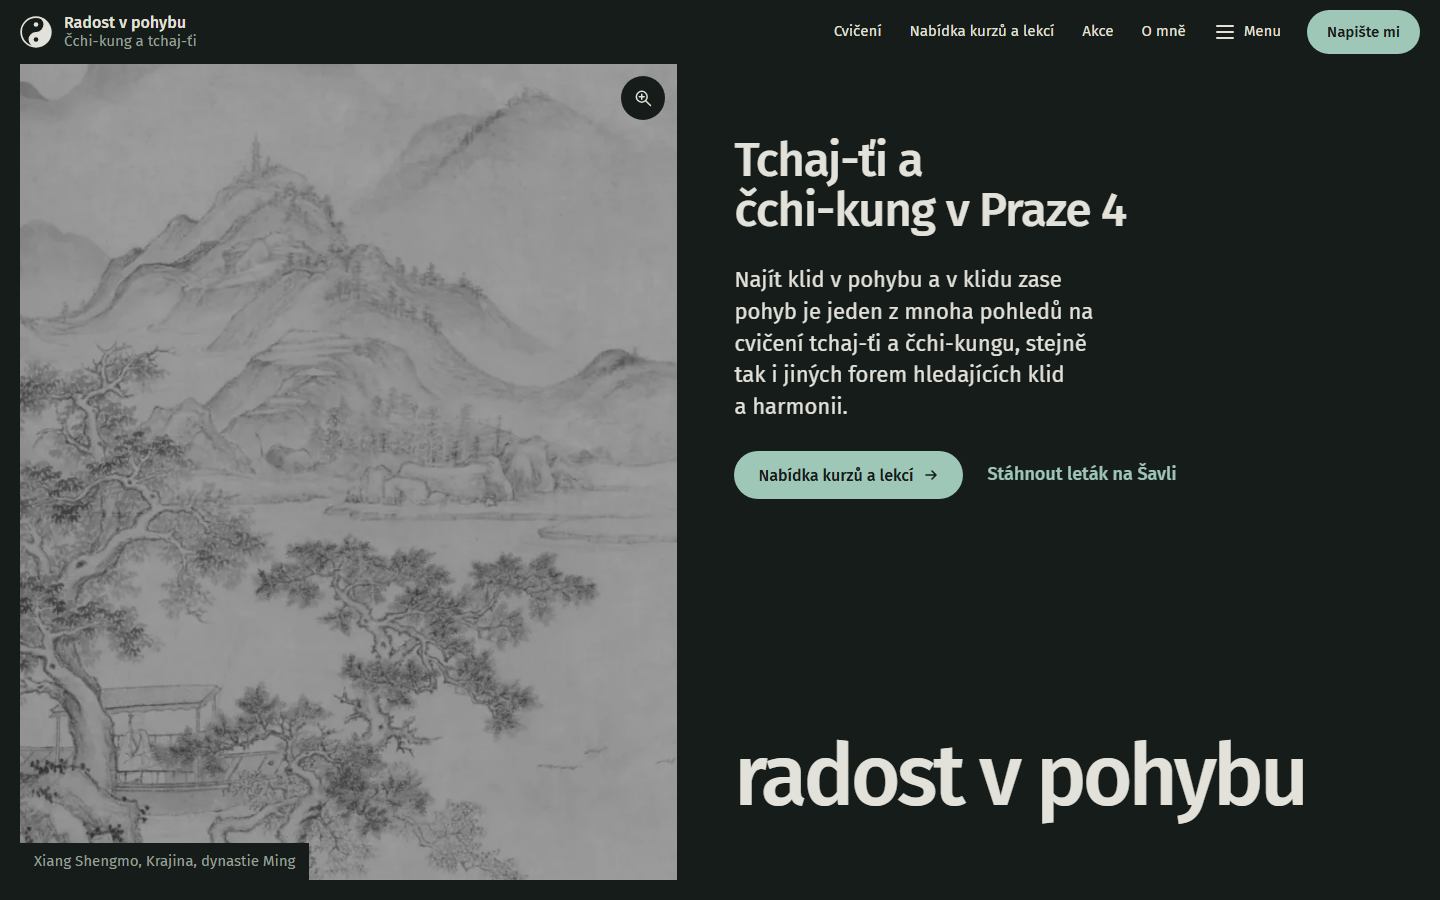 Radost v pohybu
Čchi-kung a tchaj-ťi
Cvičení
Nabídka kurzů a lekcí
Akce
O mně
Menu
Napište mi
Tchaj-ťi a
čchi-kung v Praze 4
Najít klid v pohybu a v klidu zase
pohyb je jeden z mnoha pohledů na
cvičení tchaj-ťi a čchi-kungu, stejně
tak i jiných forem hledajících klid
a harmonii.
Nabídka kurzů a lekcí
Stáhnout leták na Šavli
radost v pohybu
Xiang Shengmo, Krajina, dynastie Ming